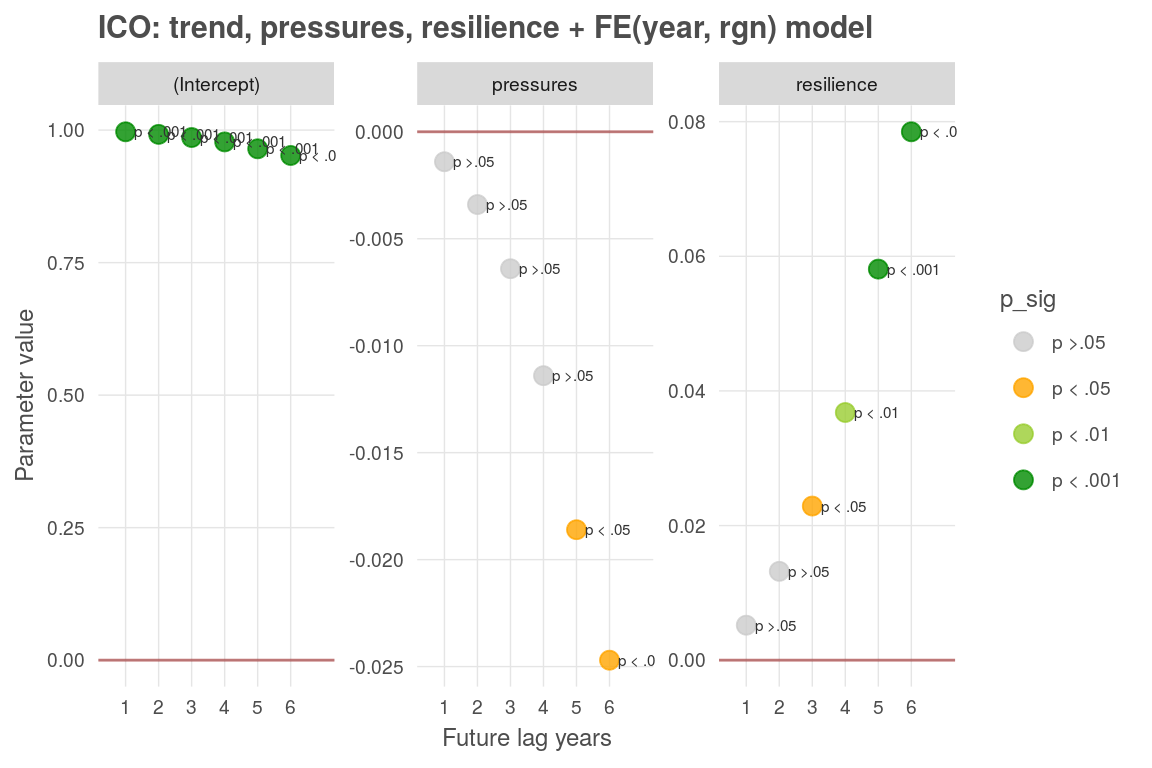 ICO: trend, pressures, resilience + FE(year, rgn) model
(Intercept)
pressures
resilience
Parameter value
1.00
0.75
0.50
0.25
0.00
p < .001
p < .001
p < .001
p < .001
p < .001
p < .0
1 2 3 4 5 6
0.000
-0.005
-0.010
-0.015
-0.020
-0.025
p >.05
p >.05
p >.05
p >.05
p < .05
p < .0
1 2 3 4 5 6
0.08
0.06
0.04
0.02
0.00
p < .0
p < .001
p < .01
p < .05
p >.05
p >.05
1 2 3 4 5 6
Future lag years
p_sig
p >.05
p < .05
p < .01
p < .001